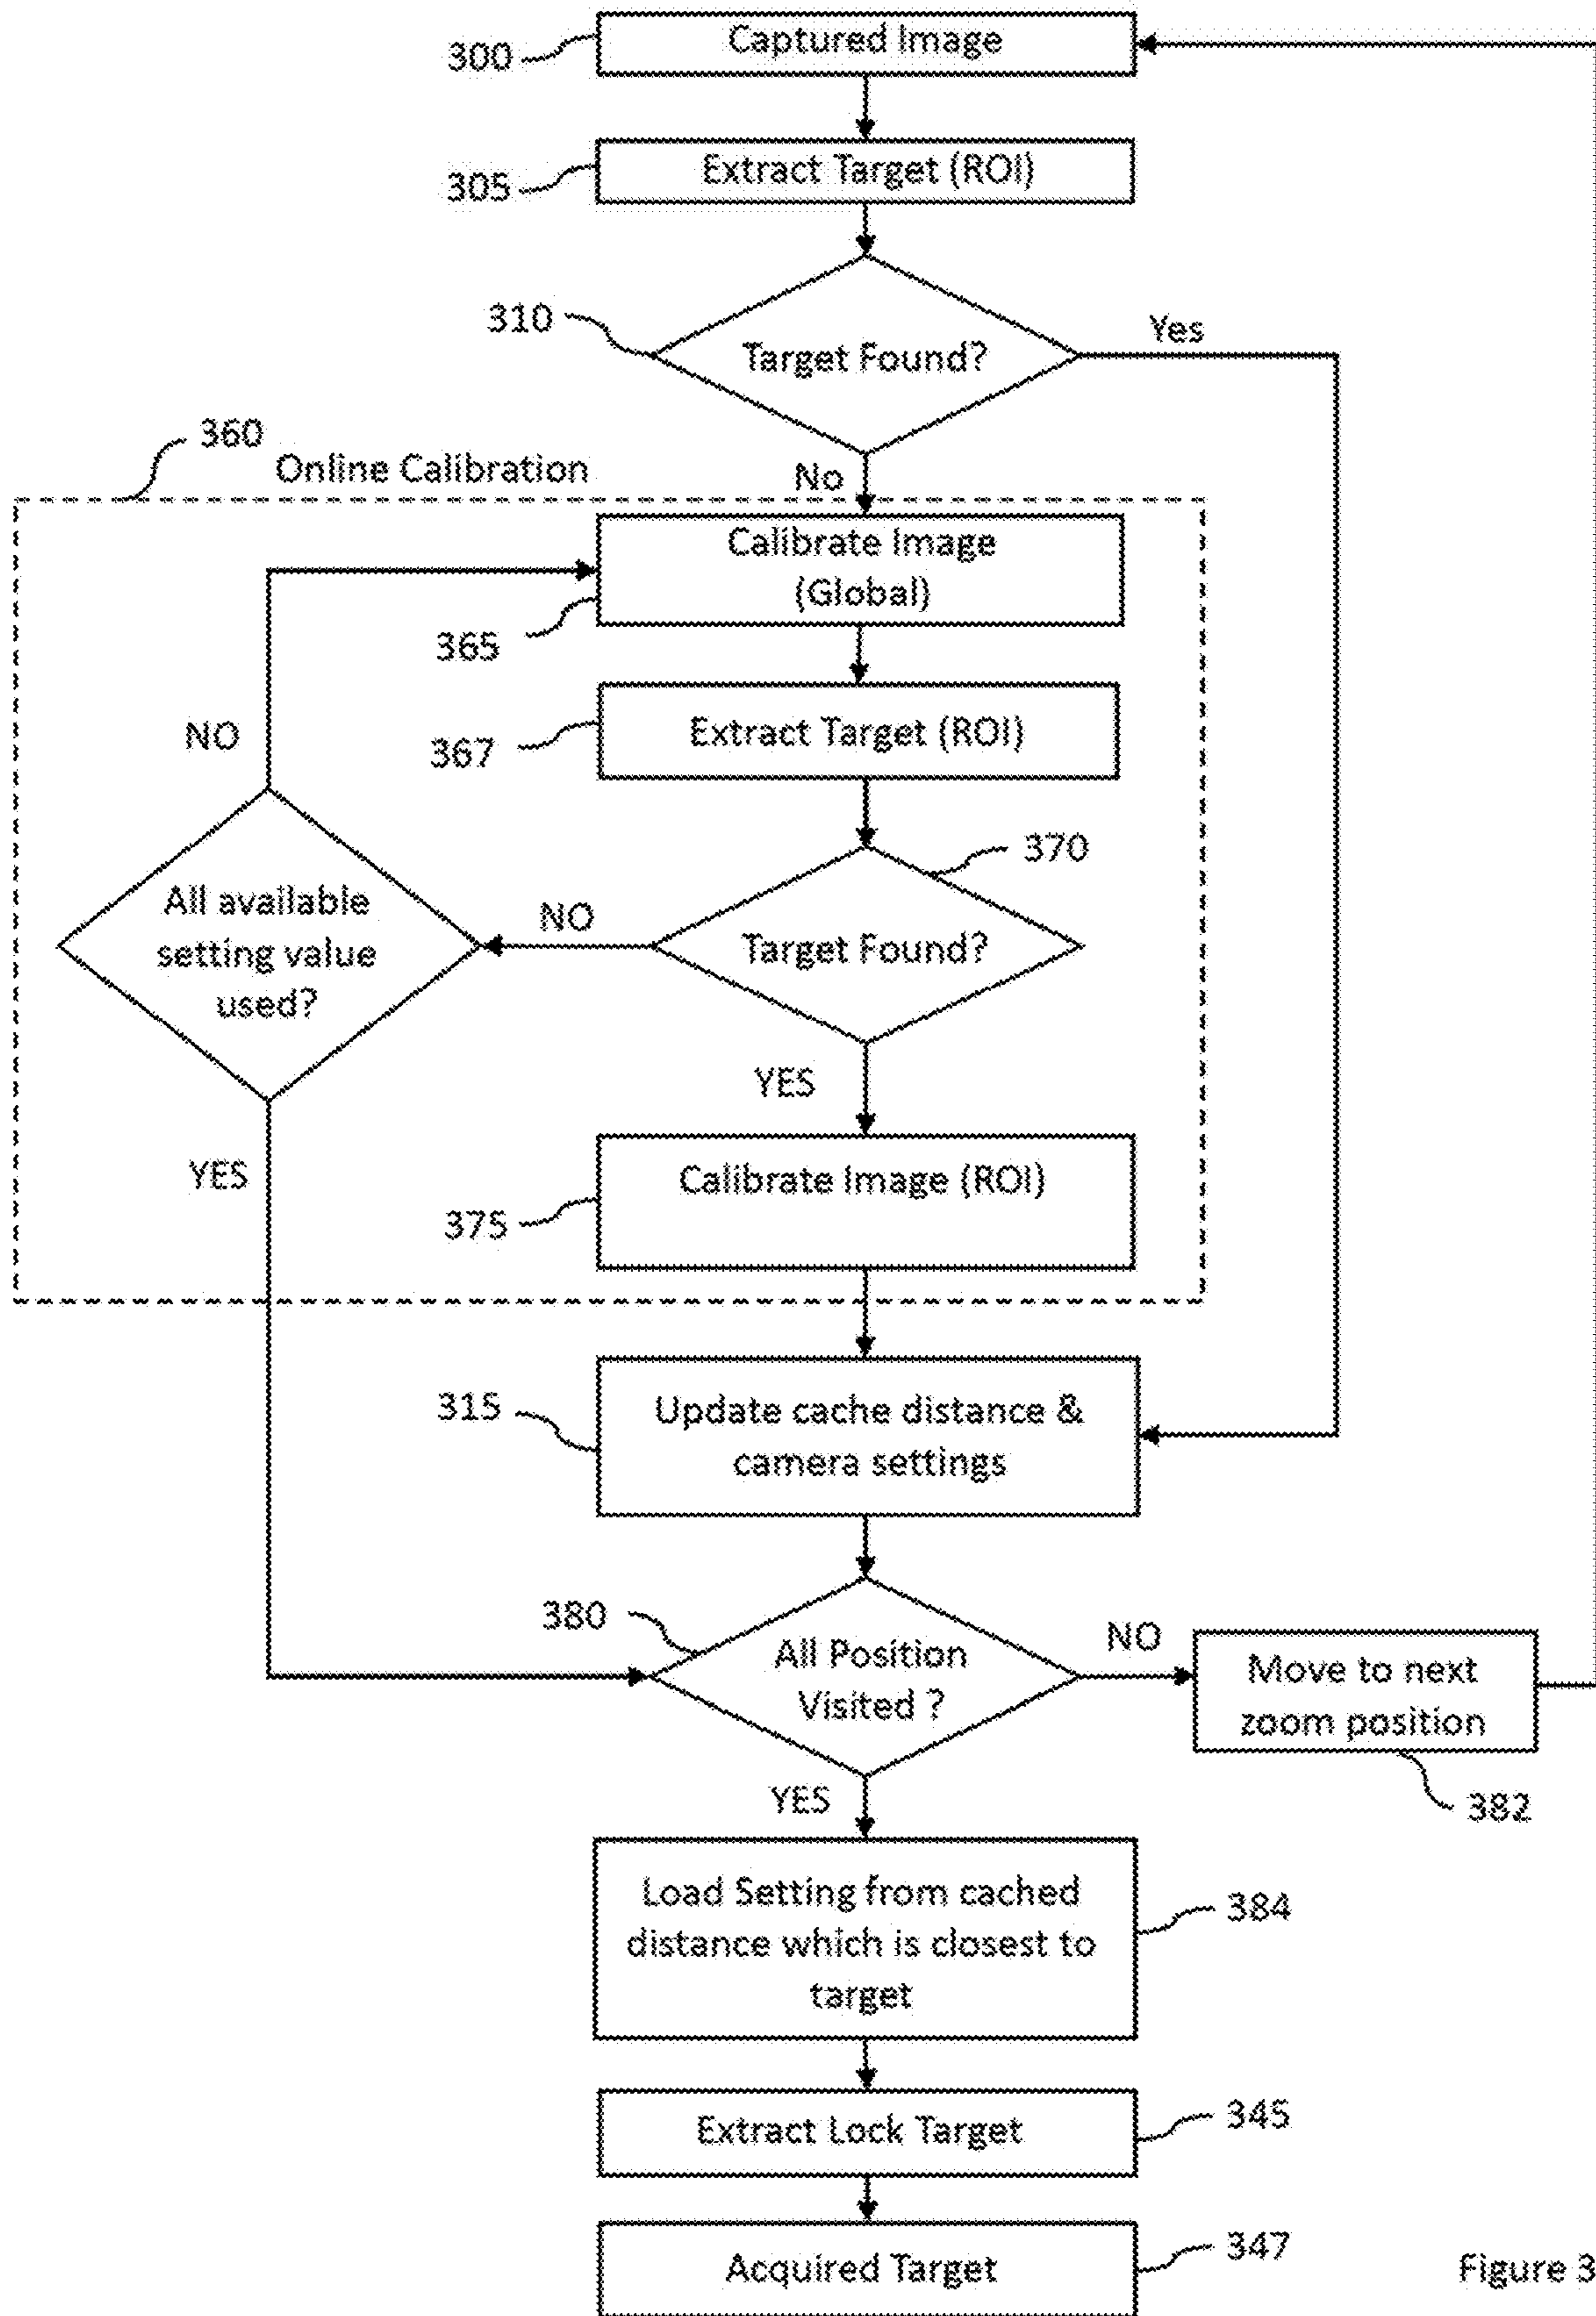 Captured Image
300
Extract Target (ROI)
305
310
Yes
Target Found?
360
Online Calibration
No
Calibrate Image
(Global)
365
NO
Extract Target (ROI)
367
370
All available
setting value
used?
NO
Target Found?
YES
YES
Calibrate Image (ROI)
375
315
Update cache distance &
camera settings
380
NO
All Position
Visited ?
Move to next
zoom position
YES
382
Load Setting from cached
distance which is closest to
target
384
Extract Lock Target
345
Acquired Target
347
Figure 3